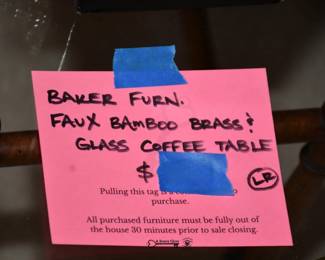 BAKER FURN.
FAUX BAMBOO BRASS &
GLASS COFFEE TABLE
$
LR
Pulling this tag is a
purchase.
All purchased furniture must be fully out of
the house 30 minutes prior to sale closing.